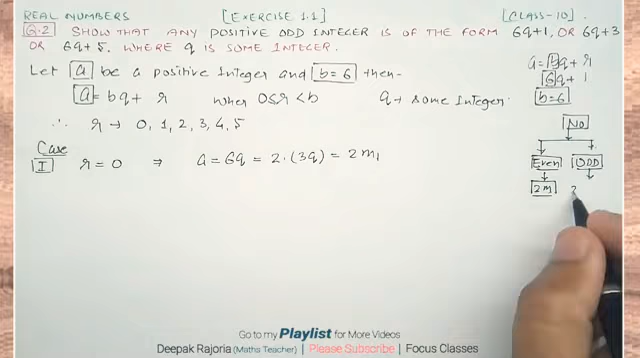 REAL NUMBERS [EXERCISE 1.1] [CLASS-10]
Q.2 SHOW THAT ANY POSITIVE ODD INTEGER IS OF THE FORM 6q+1, OR 6q+3
OR 6q+5. WHERE q IS SOME INTEGER.
Let a be a positive Integer and b=6 then-
a = bq + r when 0≤r<b q → some Integer.
∴ r → 0, 1, 2, 3, 4, 5
Case
I r = 0 ⇒ a = 6q = 2·(3q) = 2m₁
a = bq + r
6q + 1
b=6
NO
Even ODD
2m 2
Go to my Playlist for More Videos
Deepak Rajoria (Maths Teacher) | Please Subscribe | Focus Classes